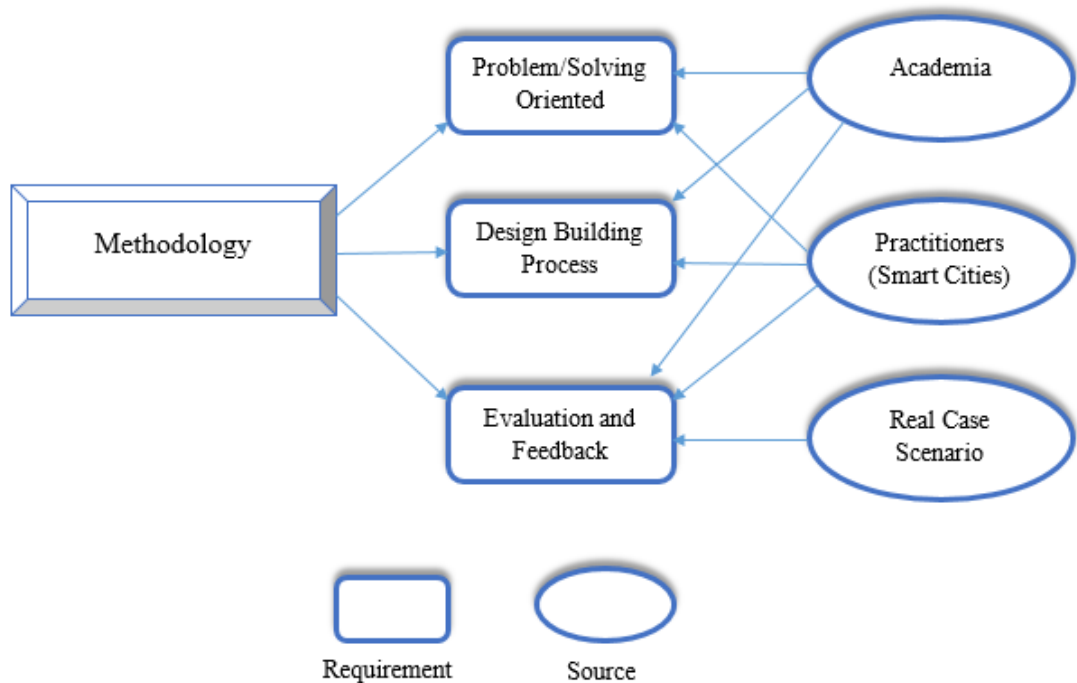 Problem/Solving
Oriented
Academia
Methodology
Design Building
Process
Practitioners
(Smart Cities)
Evaluation and
Feedback
Real Case
Scenario
Requirement
Source